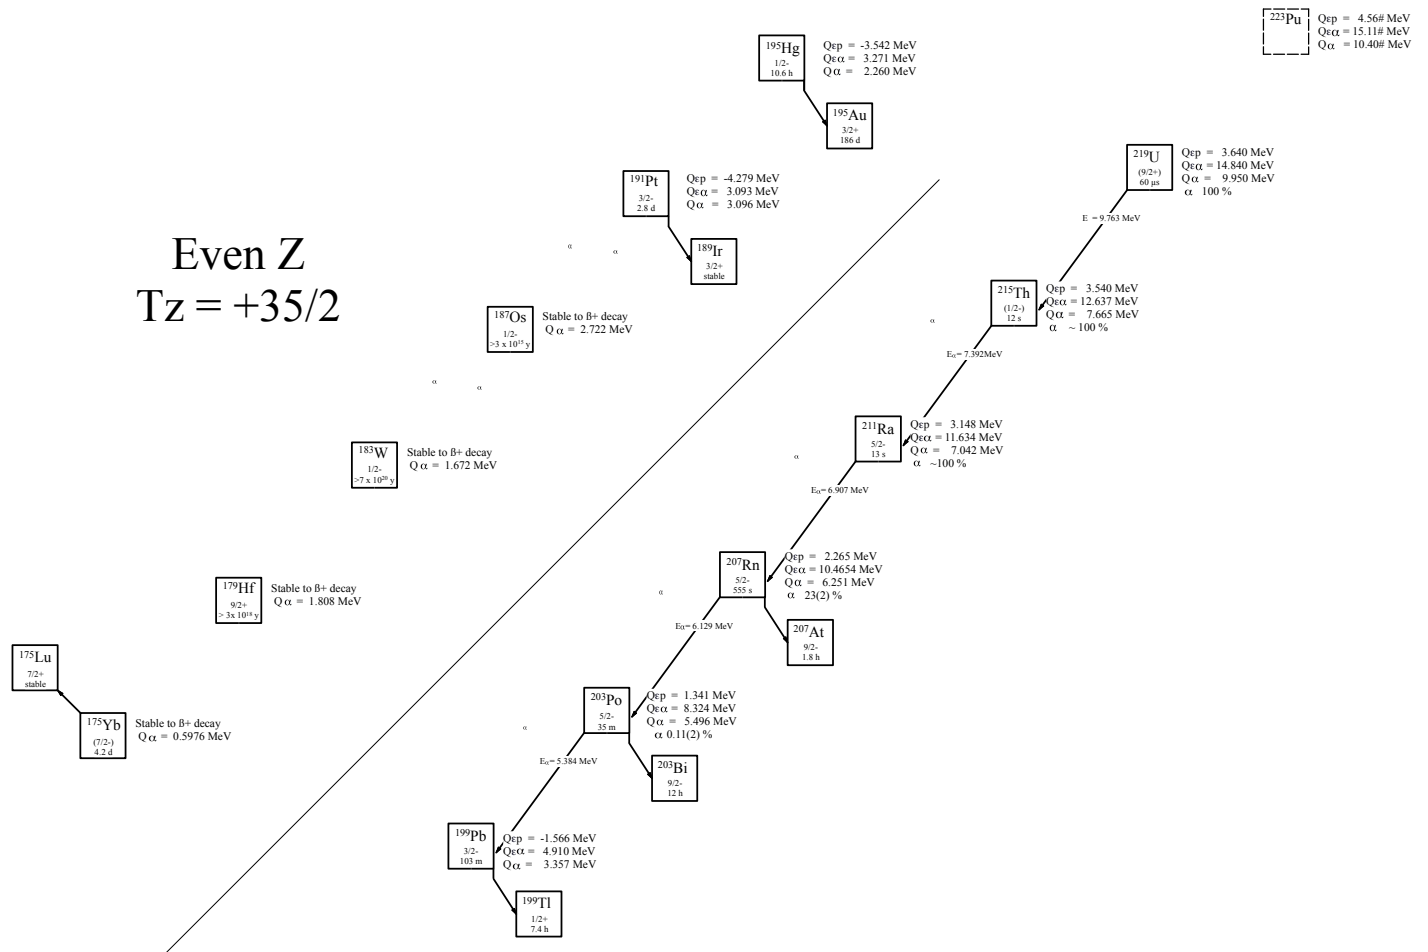 ²²³Pu
Qεp = 4.56# MeV
Qεα = 15.11# MeV
Qα = 10.40# MeV
¹⁹⁵Hg
1/2-
10.6 h
Qεp = -3.542 MeV
Qεα = 3.271 MeV
Qα = 2.260 MeV
¹⁹⁵Au
3/2+
186 d
²¹⁹U
(9/2+)
60 µs
Qεp = 3.640 MeV
Qεα = 14.840 MeV
Qα = 9.950 MeV
α 100 %
E = 9.763 MeV
¹⁹¹Pt
3/2-
2.8 d
Qεp = -4.279 MeV
Qεα = 3.093 MeV
Qα = 3.096 MeV
¹⁸⁹Ir
3/2+
stable
Even Z
Tz = +35/2
α
α
²¹⁵Th
(1/2-)
12 s
Qεp = 3.540 MeV
Qεα = 12.637 MeV
Qα = 7.665 MeV
α ~ 100 %
Eα= 7.392MeV
¹⁸⁷Os
1/2-
>3 x 10¹⁵ y
Stable to ß+ decay
Qα = 2.722 MeV
α
α
α
²¹¹Ra
5/2-
13 s
Qεp = 3.148 MeV
Qεα = 11.634 MeV
Qα = 7.042 MeV
α ~100 %
Eα= 6.907 MeV
¹⁸³W
1/2-
>7 x 10²⁰ y
Stable to ß+ decay
Qα = 1.672 MeV
α
²⁰⁷Rn
5/2-
555 s
Qεp = 2.265 MeV
Qεα = 10.4654 MeV
Qα = 6.251 MeV
α 23(2) %
Eα= 6.129 MeV
²⁰⁷At
9/2-
1.8 h
¹⁷⁹Hf
9/2+
> 3x 10¹⁸ y
Stable to ß+ decay
Qα = 1.808 MeV
α
¹⁷⁵Lu
7/2+
stable
¹⁷⁵Yb
(7/2-)
4.2 d
Stable to ß+ decay
Qα = 0.5976 MeV
²⁰³Po
5/2-
35 m
Qεp = 1.341 MeV
Qεα = 8.324 MeV
Qα = 5.496 MeV
α 0.11(2) %
Eα= 5.384 MeV
²⁰³Bi
9/2-
12 h
α
¹⁹⁹Pb
3/2-
103 m
Qεp = -1.566 MeV
Qεα = 4.910 MeV
Qα = 3.357 MeV
¹⁹⁹Tl
1/2+
7.4 h